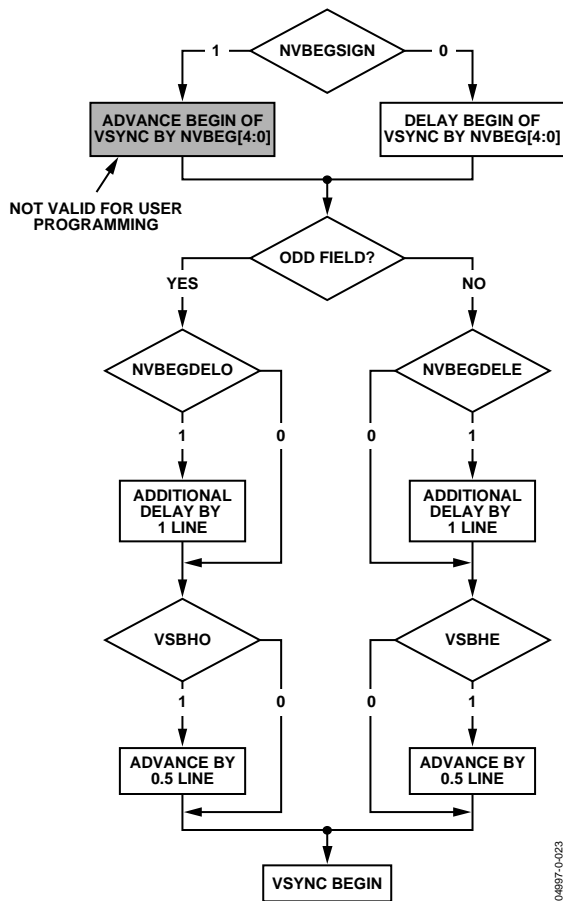 NVBEGSIGN
1
0
ADVANCE BEGIN OF
VSYNC BY NVBEG[4:0]
DELAY BEGIN OF
VSYNC BY NVBEG[4:0]
NOT VALID FOR USER
PROGRAMMING
ODD FIELD?
YES
NO
NVBEGDELO
NVBEGDELE
1
0
0
1
ADDITIONAL
DELAY BY
1 LINE
ADDITIONAL
DELAY BY
1 LINE
VSBHO
VSBHE
1
0
0
1
ADVANCE BY
0.5 LINE
ADVANCE BY
0.5 LINE
VSYNC BEGIN
04997-0-023